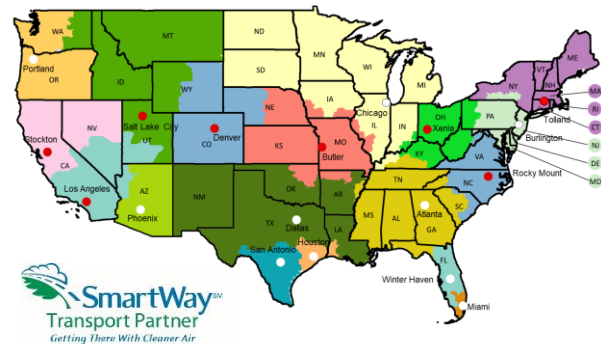 WA
MT
ND
MN
ME
Portland
OR
ID
SD
WI
MI
NY
VT
NH
MA
WY
IA
Chicago
PA
RI
NE
Tolland
CT
Stockton
NV
Salt Lake City
Denver
IL
IN
OH
Xenia
Burlington
NJ
UT
CO
KS
MO
Butler
KY
VA
DE
CA
Rocky Mount
MD
Los Angeles
AZ
NM
OK
AR
TN
NC
Phoenix
TX
Dallas
MS
AL
Atlanta
GA
SC
LA
San Antonio
Houston
FL
Winter Haven
Miami
SmartWay SM
Transport Partner
Getting There With Cleaner Air